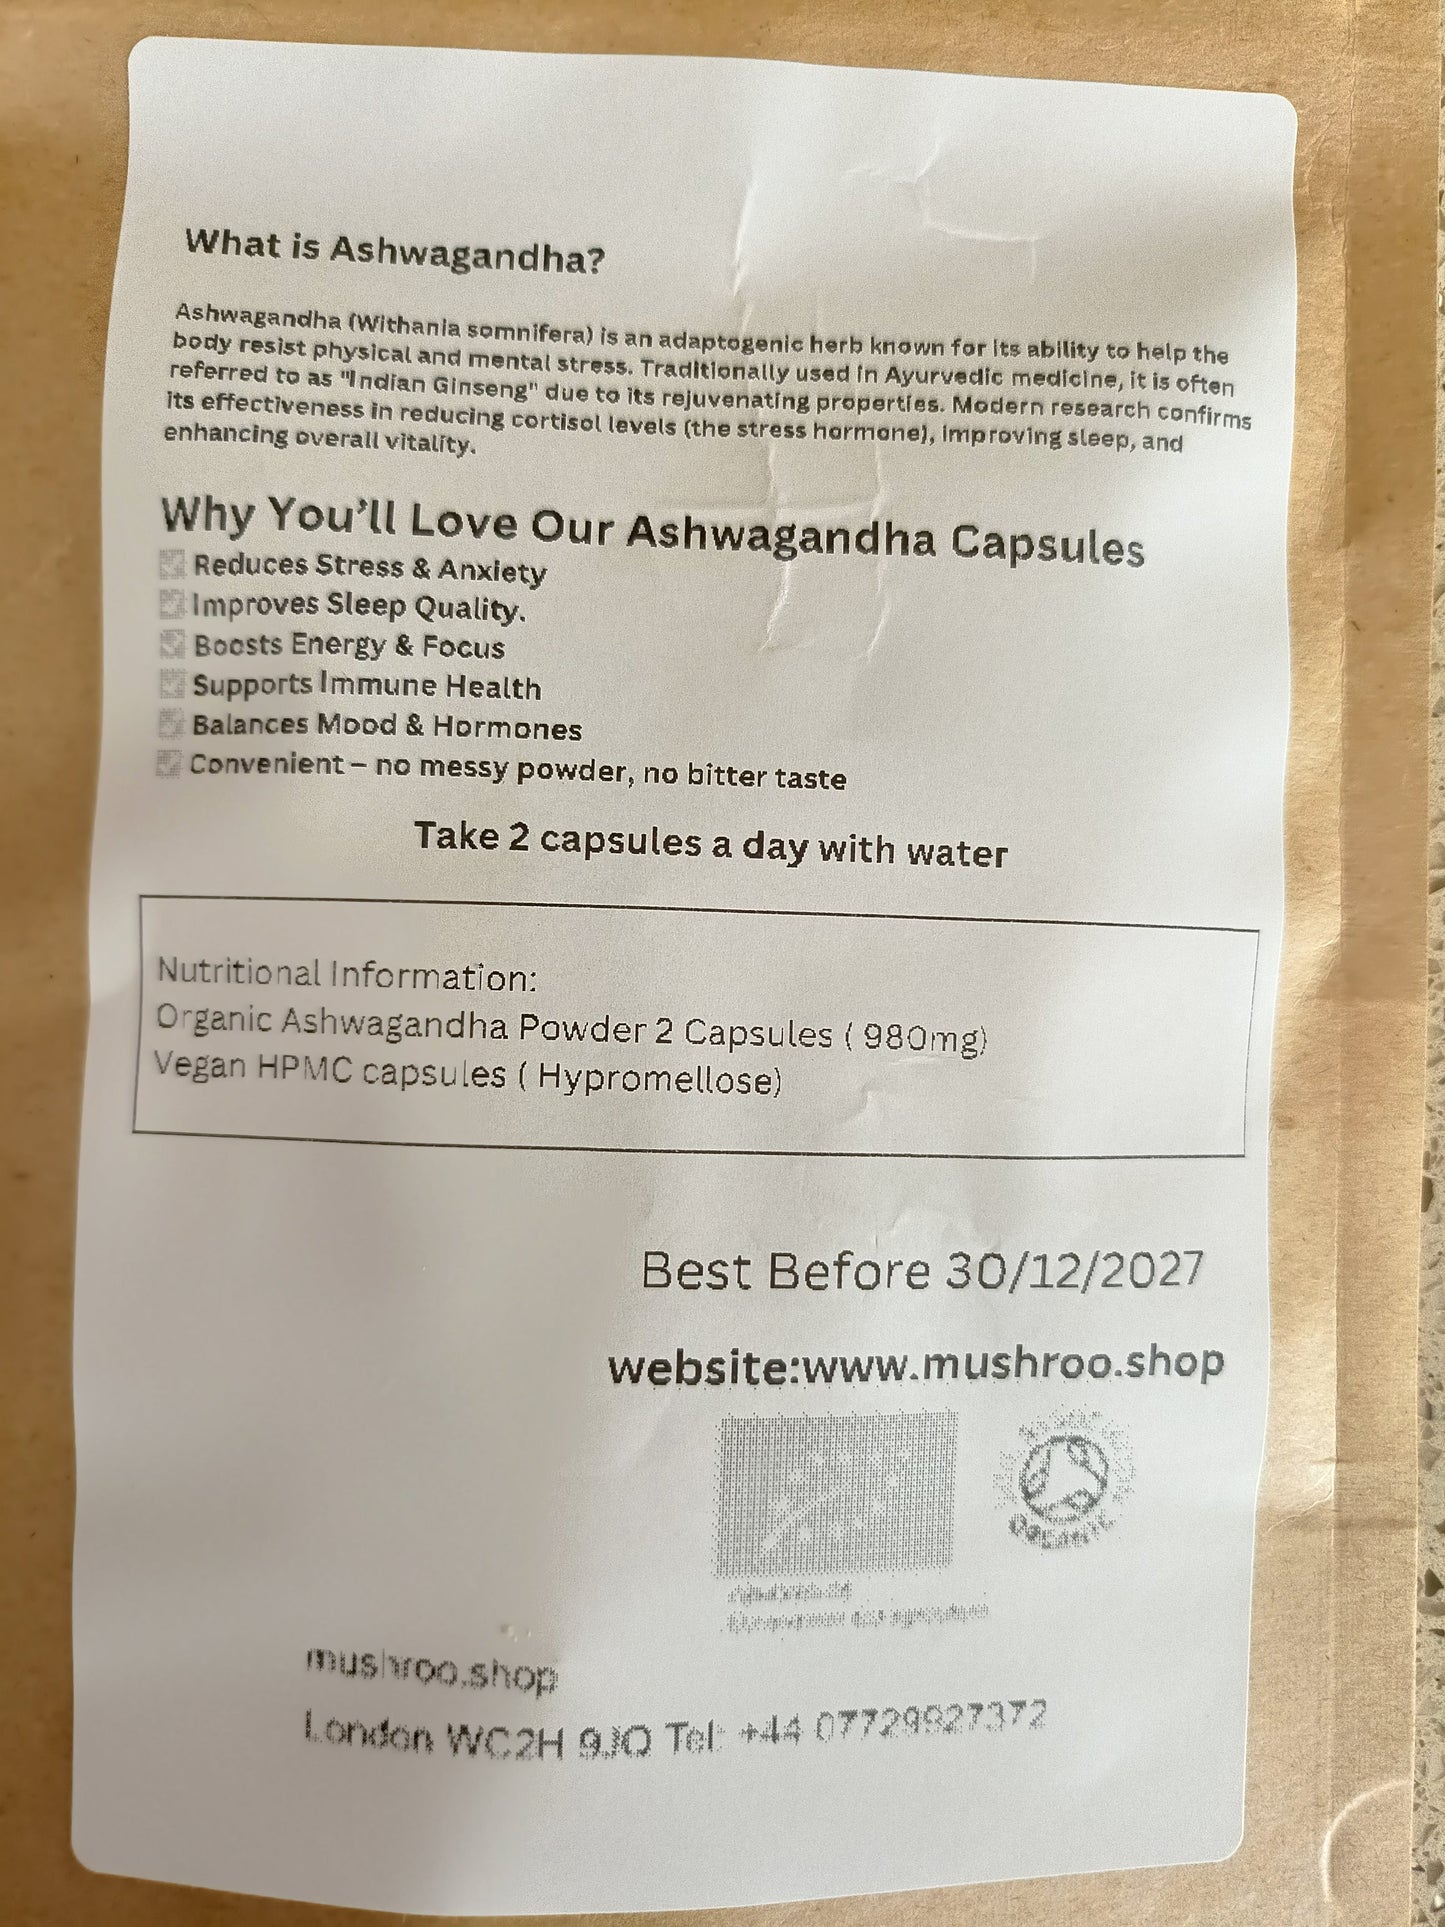 What is Ashwagandha?
Ashwagandha (Withania somnifera) is an adaptogenic herb known for its ability to help the
body resist physical and mental stress. Traditionally used in Ayurvedic medicine, it is often
referred to as "Indian Ginseng" due to its rejuvenating properties. Modern research confirms
its effectiveness in reducing cortisol levels (the stress hormone), improving sleep, and
enhancing overall vitality.
Why You'll Love Our Ashwagandha Capsules
Reduces Stress & Anxiety
Improves Sleep Quality.
Boosts Energy & Focus
Supports Immune Health
Balances Mood & Hormones
Convenient – no messy powder, no bitter taste
Take 2 capsules a day with water
Nutritional Information:
Organic Ashwagandha Powder 2 Capsules ( 980mg)
Vegan HPMC capsules ( Hypromellose)
Best Before 30/12/2027
website:www.mushroo.shop
ORGANIC
mushroo.shop
London WC2H 9JQ Tel: +44 07729927372